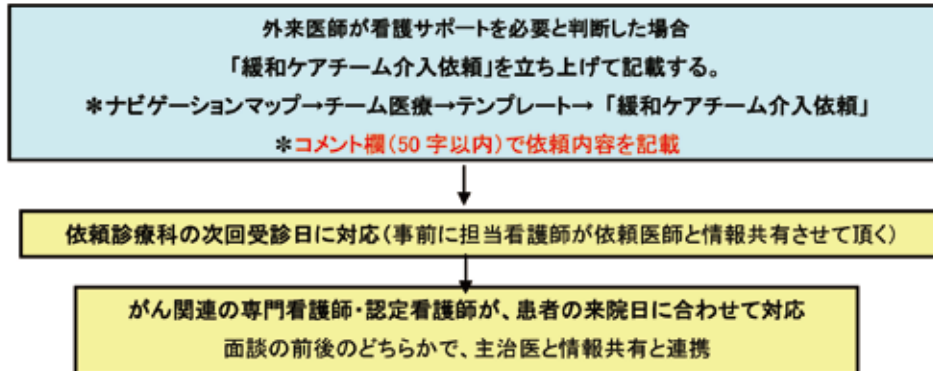 外来医師が看護サポートを必要と判断した場合
「緩和ケアチーム介入依頼」を立ち上げて記載する。
＊ナビゲーションマップ→チーム医療→テンプレート→「緩和ケアチーム介入依頼」
＊コメント欄（50字以内）で依頼内容を記載
依頼診療科の次回受診日に対応（事前に担当看護師が依頼医師と情報共有させて頂く）
がん関連の専門看護師・認定看護師が、患者の来院日に合わせて対応
面談の前後のどちらかで、主治医と情報共有と連携